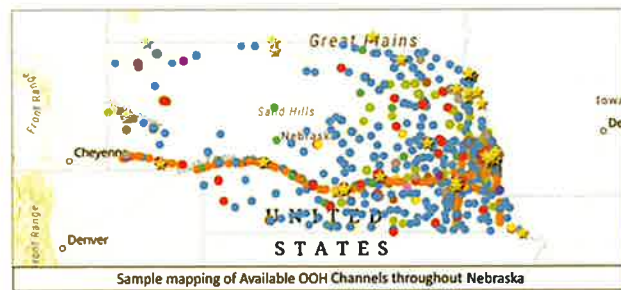 Great Plains
Front Range
Sand Hills
Nebraska
Iowa
De
Cheyenne
UNITED
STATES
Front Range
Denver
Sample mapping of Available OOH Channels throughout Nebraska